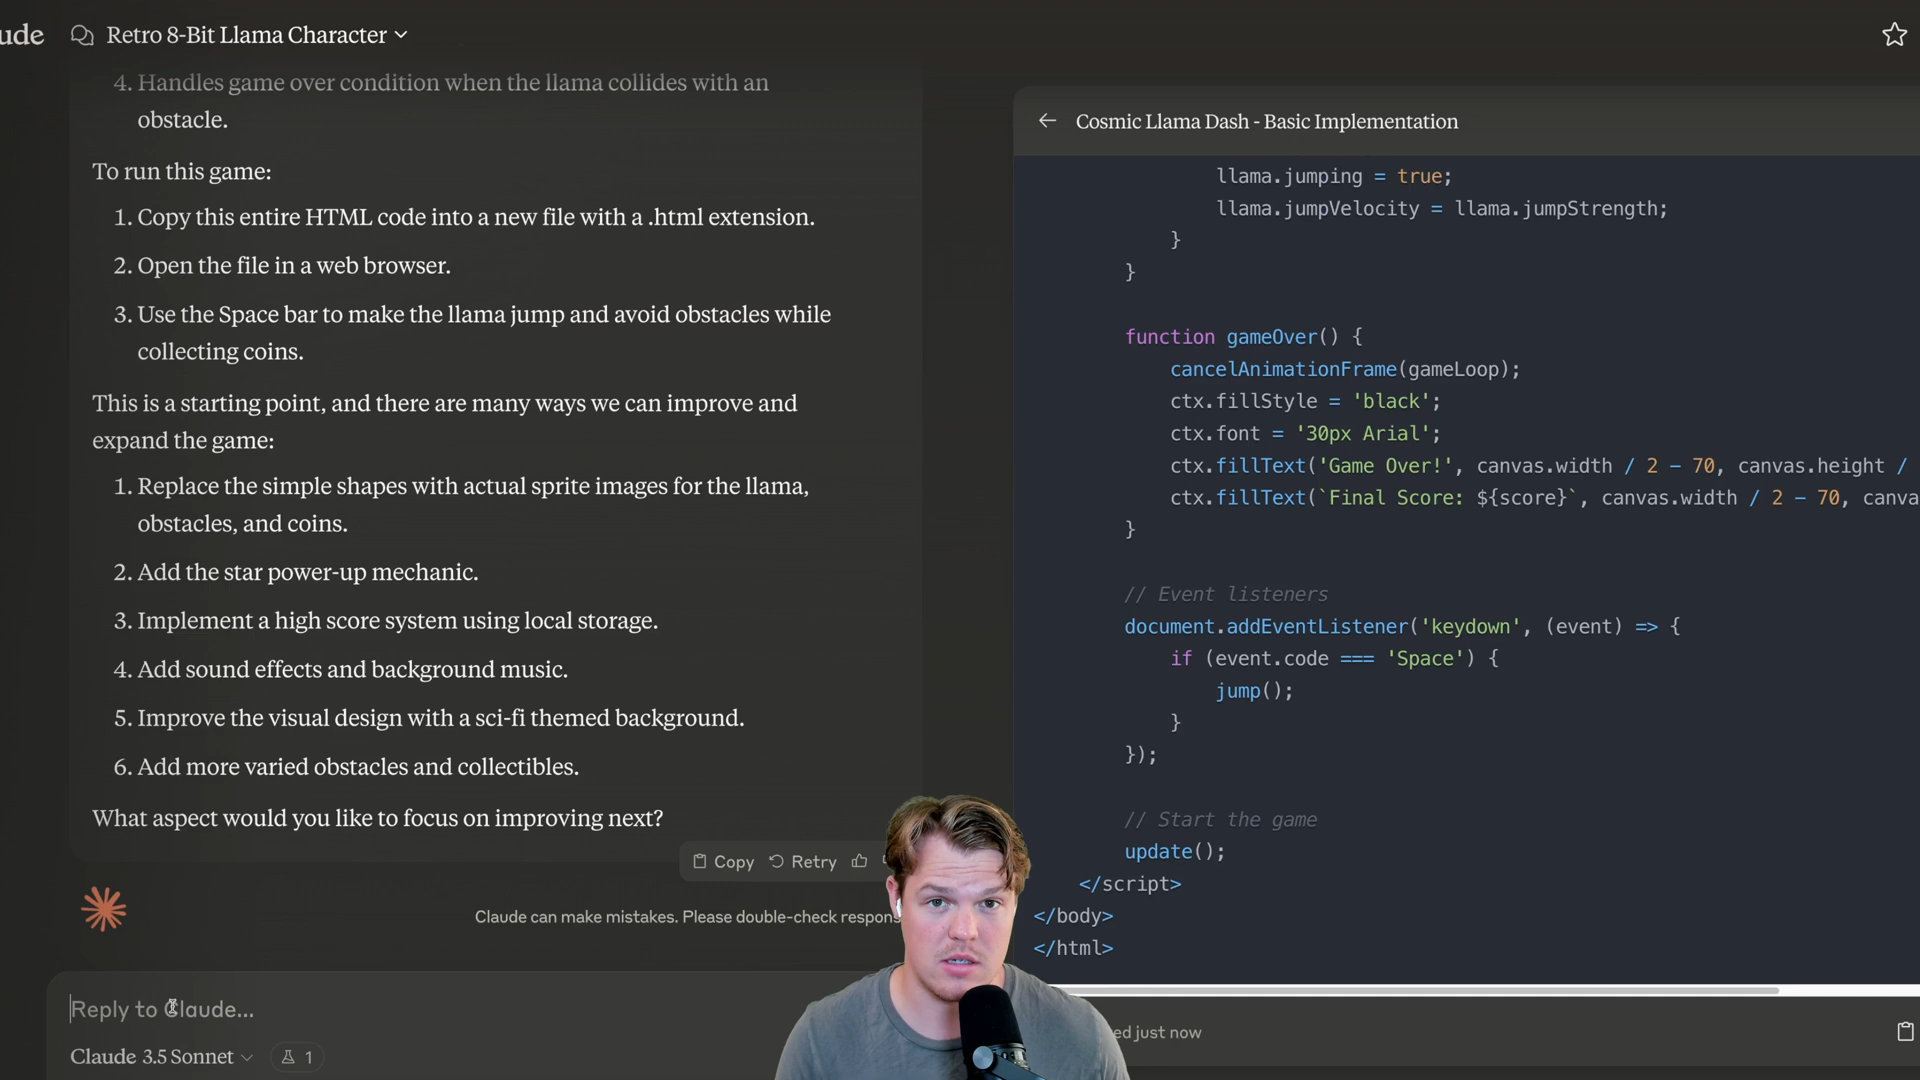 Retro 8-Bit Llama Character
4. Handles game over condition when the llama collides with an
obstacle.
To run this game:
1. Copy this entire HTML code into a new file with a .html extension.
2. Open the file in a web browser.
3. Use the Space bar to make the llama jump and avoid obstacles while
collecting coins.
This is a starting point, and there are many ways we can improve and
expand the game:
1. Replace the simple shapes with actual sprite images for the llama,
obstacles, and coins.
2. Add the star power-up mechanic.
3. Implement a high score system using local storage.
4. Add sound effects and background music.
5. Improve the visual design with a sci-fi themed background.
6. Add more varied obstacles and collectibles.
What aspect would you like to focus on improving next?
Copy Retry
Claude can make mistakes. Please double-check respons
Reply to Claude...
Claude 3.5 Sonnet 1
Cosmic Llama Dash - Basic Implementation
llama.jumping = true;
llama.jumpVelocity = llama.jumpStrength;
}
}
function gameOver() {
cancelAnimationFrame(gameLoop);
ctx.fillStyle = 'black';
ctx.font = '30px Arial';
ctx.fillText('Game Over!', canvas.width / 2 - 70, canvas.height /
ctx.fillText(`Final Score: ${score}`, canvas.width / 2 - 70, canva
}
// Event listeners
document.addEventListener('keydown', (event) => {
if (event.code === 'Space') {
jump();
}
});
// Start the game
update();
</script>
</body>
</html>
just now